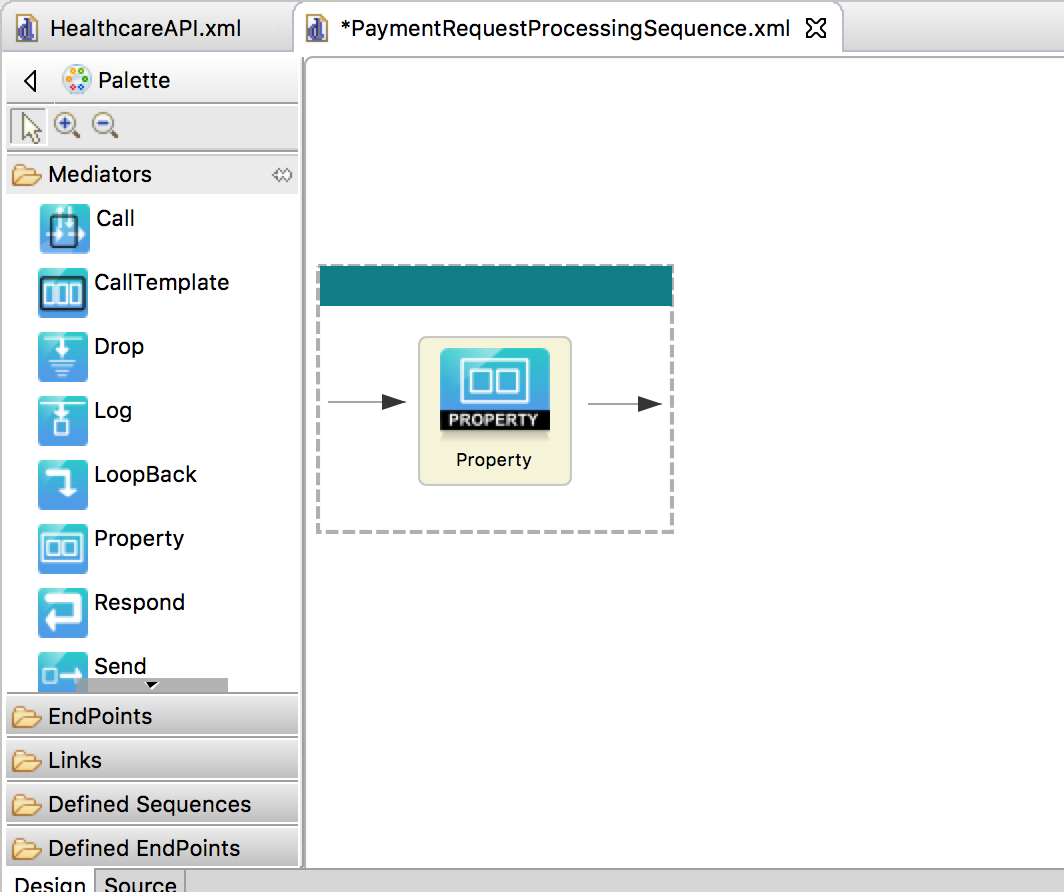 HealthcareAPI.xml
*PaymentRequestProcessingSequence.xml
Palette
Mediators
Call
CallTemplate
Drop
Log
LoopBack
Property
Respond
Send
EndPoints
Links
Defined Sequences
Defined EndPoints
Design
Source
PROPERTY
Property